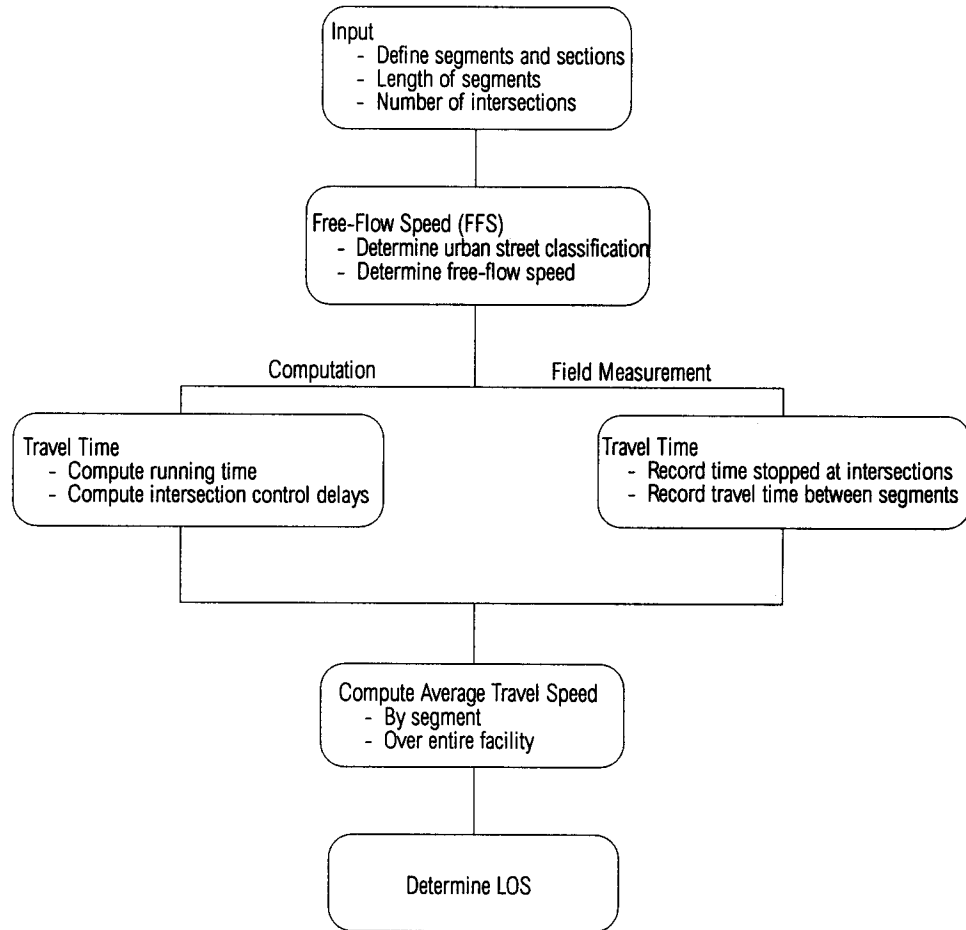 Input
- Define segments and sections
- Length of segments
- Number of intersections
Free-Flow Speed (FFS)
- Determine urban street classification
- Determine free-flow speed
Computation
Field Measurement
Travel Time
- Compute running time
- Compute intersection control delays
Travel Time
- Record time stopped at intersections
- Record travel time between segments
Compute Average Travel Speed
- By segment
- Over entire facility
Determine LOS